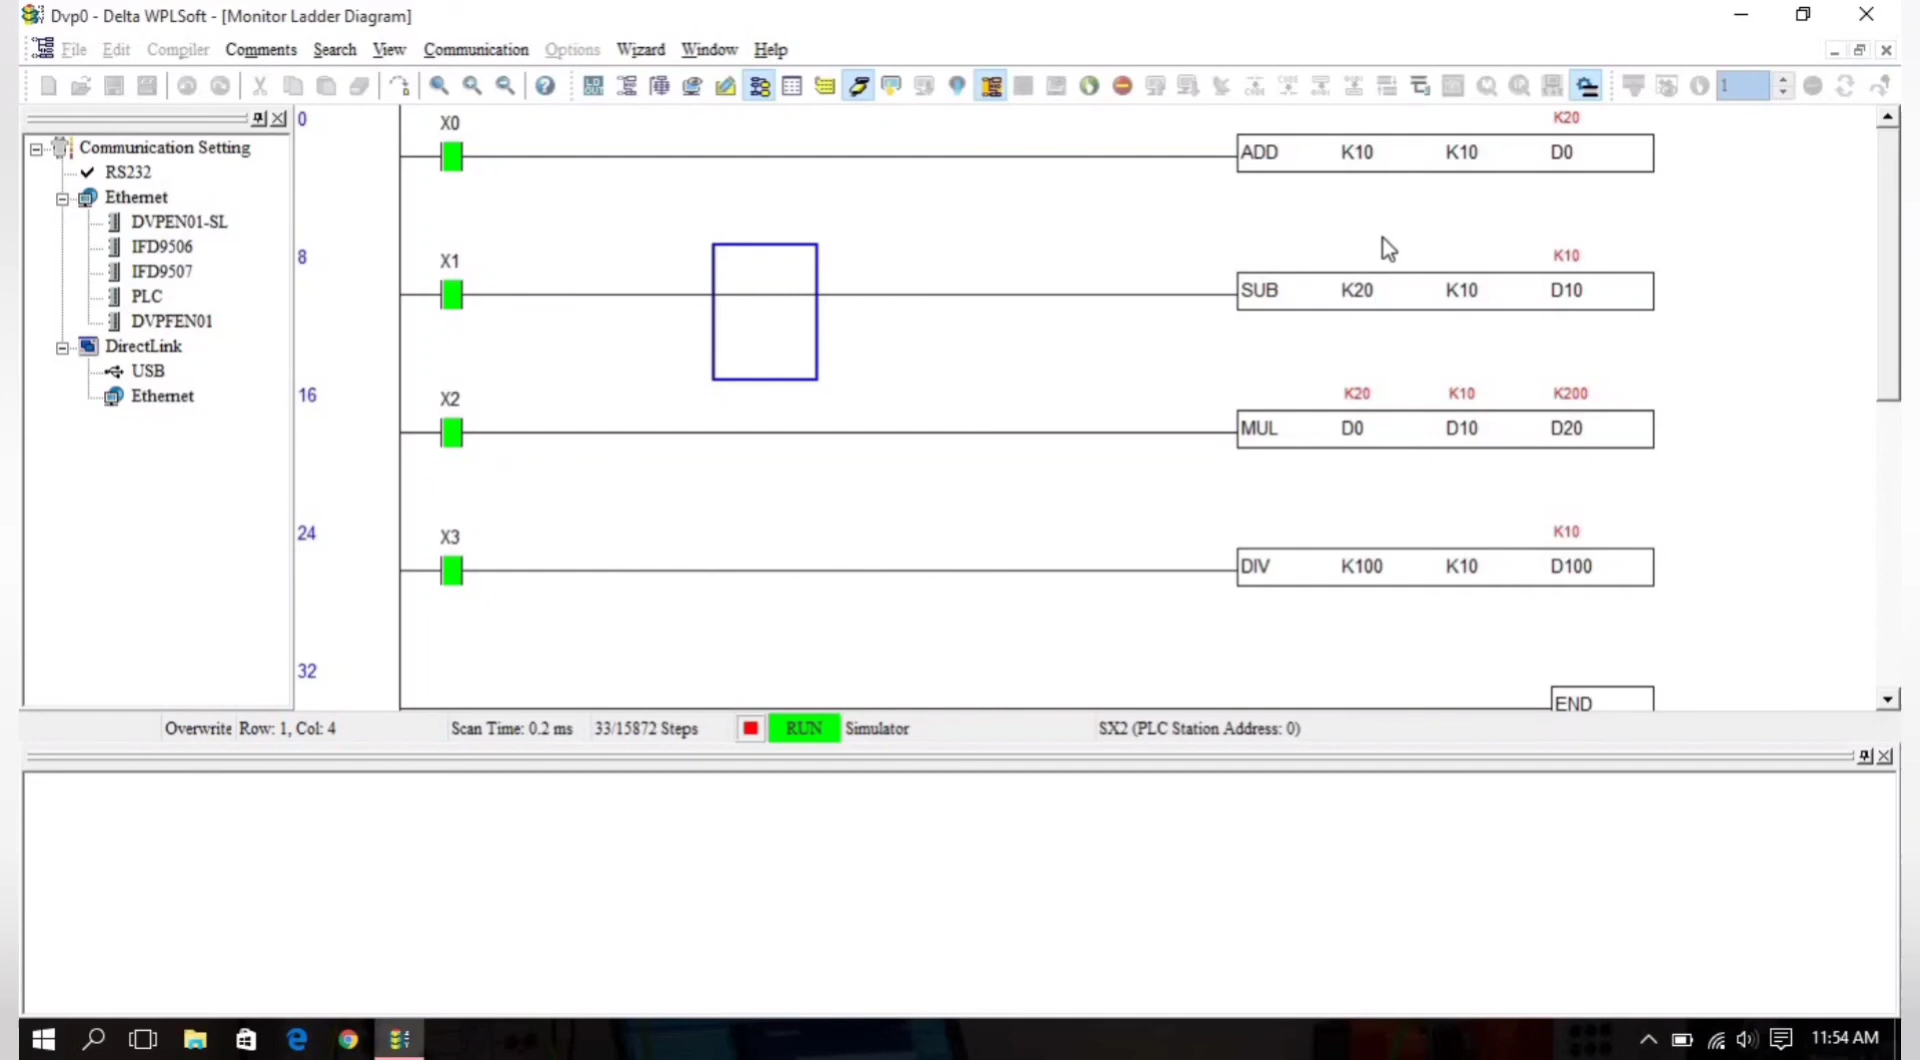 Dvp0 - Delta WPLSoft - [Monitor Ladder Diagram]
File Edit Compiler Comments Search View Communication Options Wizard Window Help
1
Communication Setting
RS232
Ethernet
DVPEN01-SL
IFD9506
IFD9507
PLC
DVPFEN01
DirectLink
USB
Ethernet
0
X0
K20
ADD K10 K10 D0
8
X1
K10
SUB K20 K10 D10
16
X2
K20 K10 K200
MUL D0 D10 D20
24
X3
K10
DIV K100 K10 D100
32
END
Overwrite Row: 1, Col: 4 Scan Time: 0.2 ms 33/15872 Steps RUN Simulator SX2 (PLC Station Address: 0)
11:54 AM